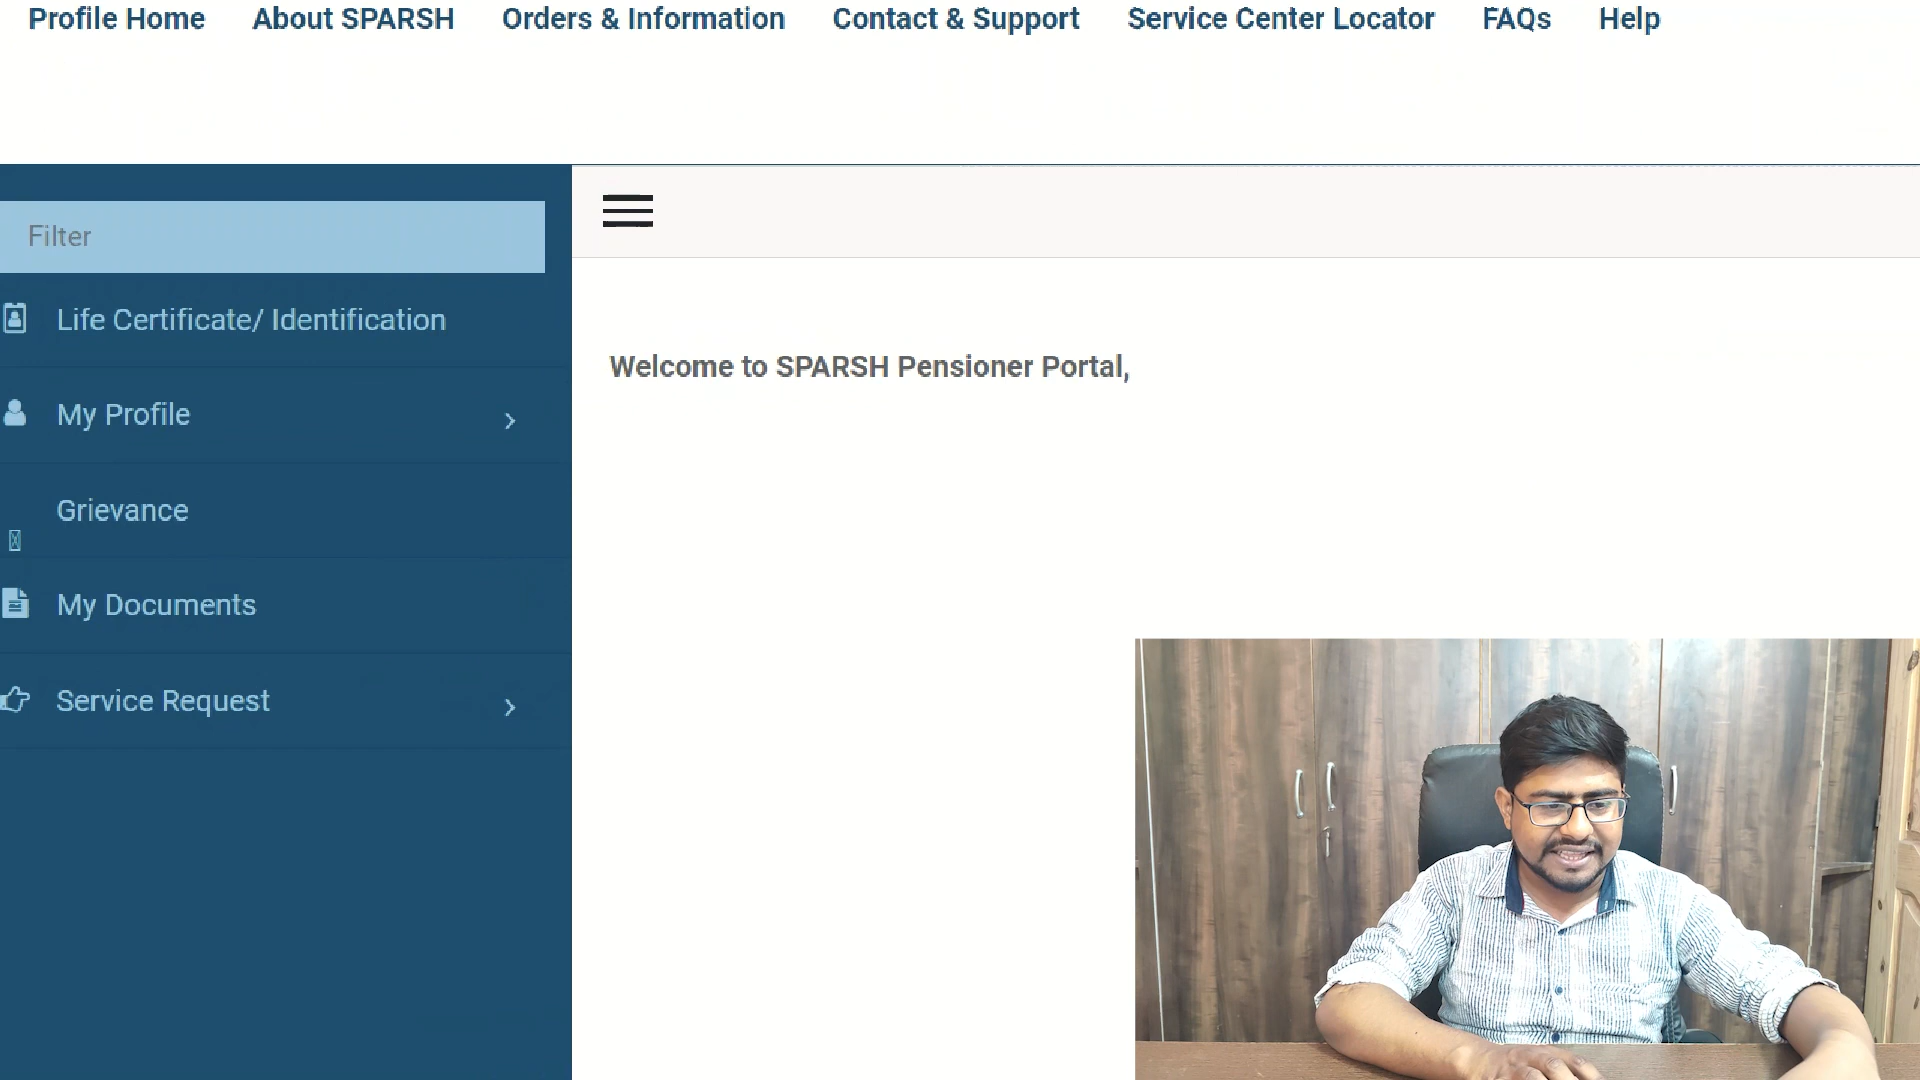 Profile Home About SPARSH Orders & Information Contact & Support Service Center Locator FAQs Help
Filter
Life Certificate/ Identification
My Profile
Grievance
My Documents
Service Request
Welcome to SPARSH Pensioner Portal,